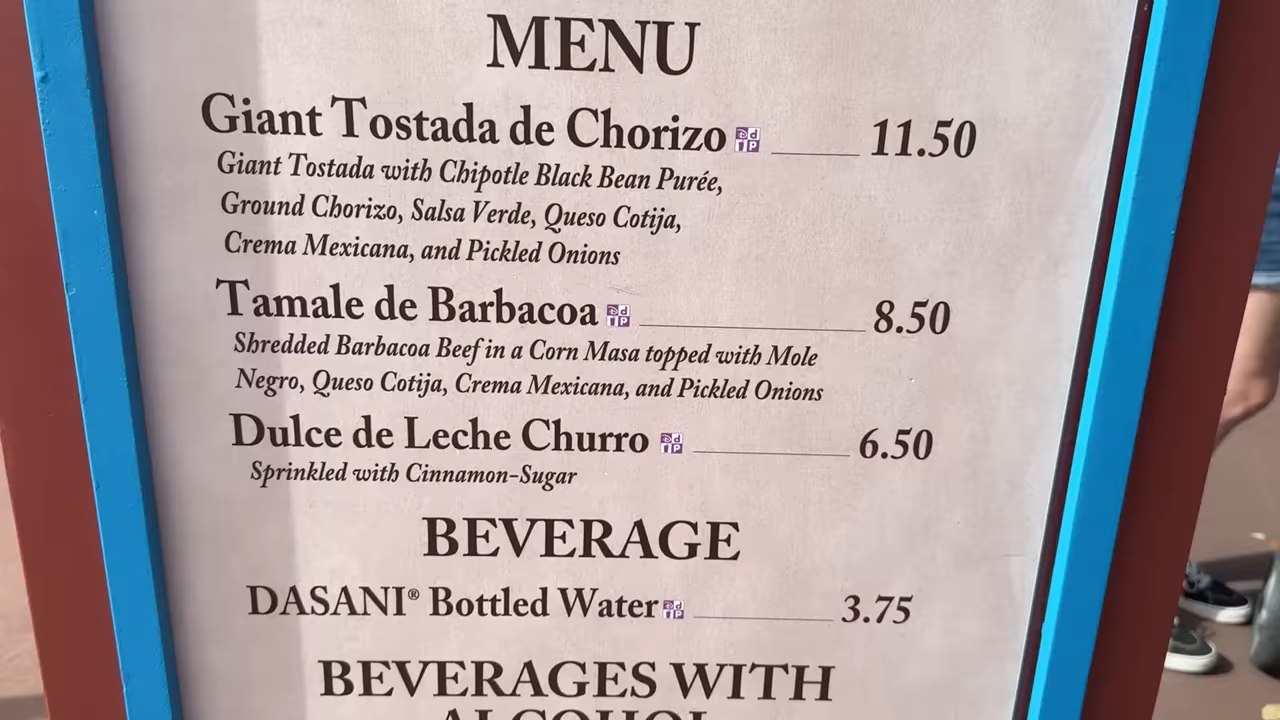 MENU
Giant Tostada de Chorizo 11.50
Giant Tostada with Chipotle Black Bean Purée,
Ground Chorizo, Salsa Verde, Queso Cotija,
Crema Mexicana, and Pickled Onions
Tamale de Barbacoa 8.50
Shredded Barbacoa Beef in a Corn Masa topped with Mole
Negro, Queso Cotija, Crema Mexicana, and Pickled Onions
Dulce de Leche Churro 6.50
Sprinkled with Cinnamon-Sugar
BEVERAGE
DASANI® Bottled Water 3.75
BEVERAGES WITH
ALCOHOL